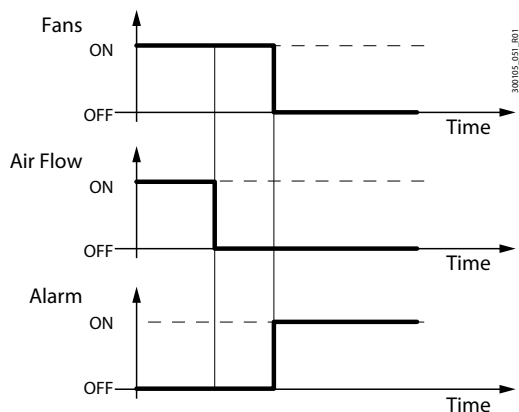 Fans
ON
OFF
Time
Air Flow
ON
OFF
Time
Alarm
ON
OFF
Time
300105_051_R01